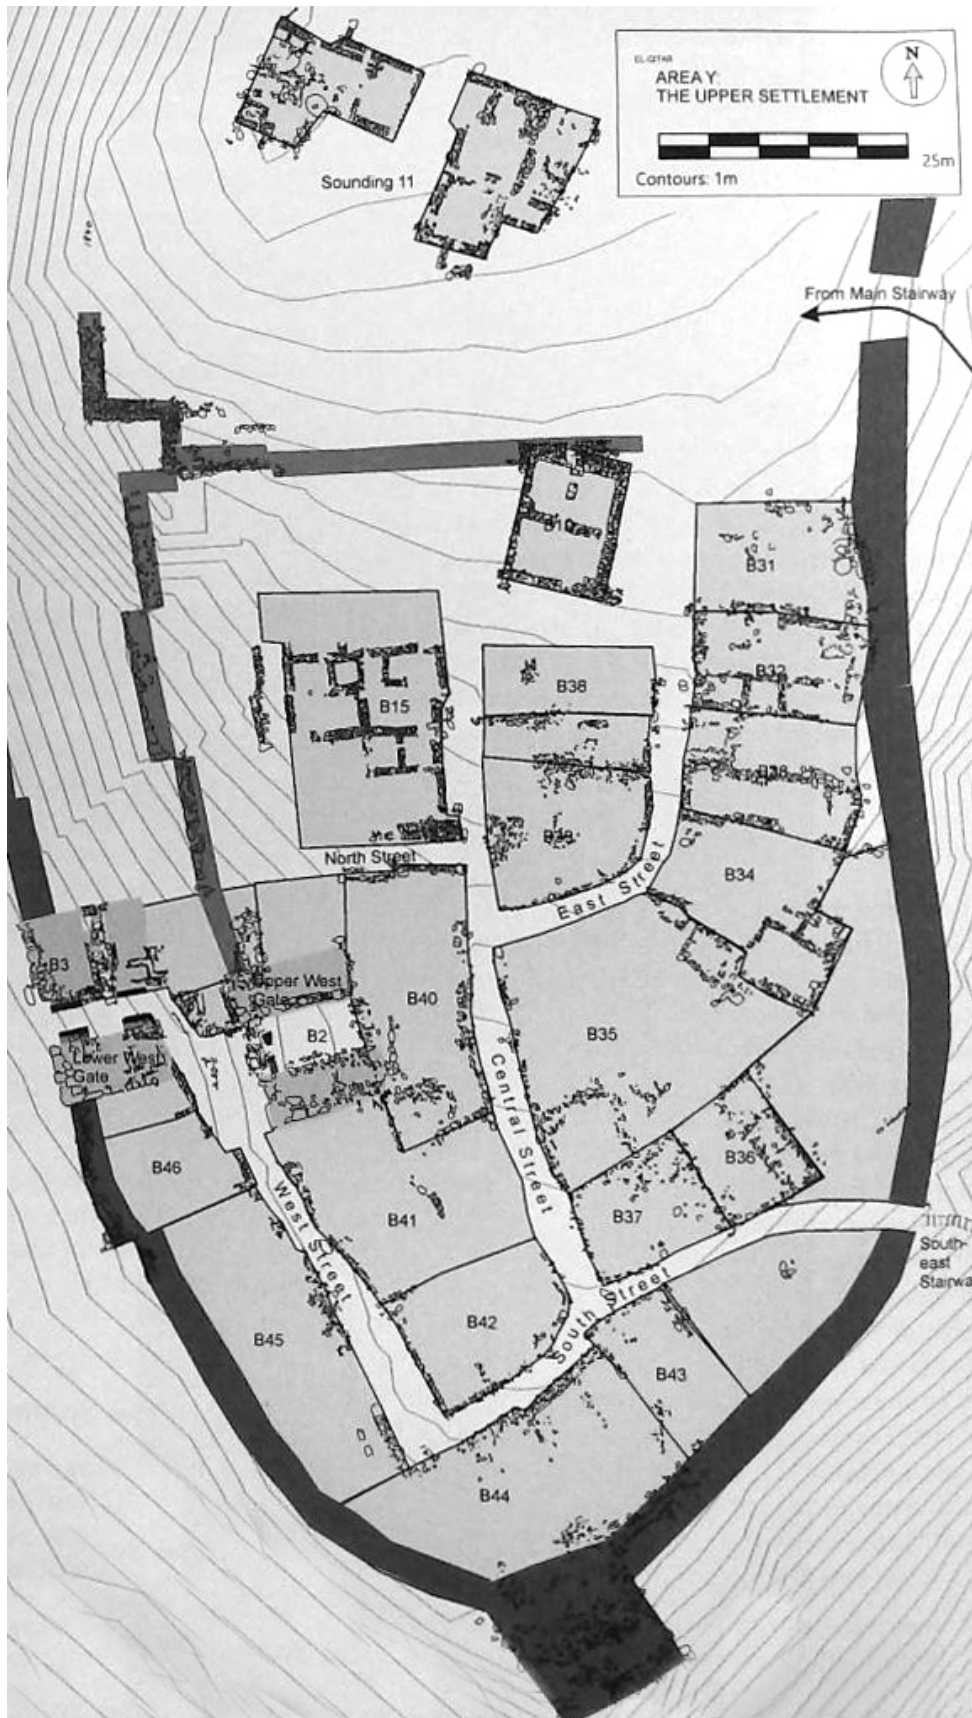 EL-QITAR
AREA Y:
THE UPPER SETTLEMENT
N
25m
Contours: 1m
Sounding 11
From Main Stairway
B31
B32
B38
B15
North Street
East Street
B34
B3
Upper West
Gate
B40
B2
B35
Lower West
Gate
Central Street
B36
B46
West Street
B41
B37
South-
east
Stairwa
South Street
B42
B45
B43
B44